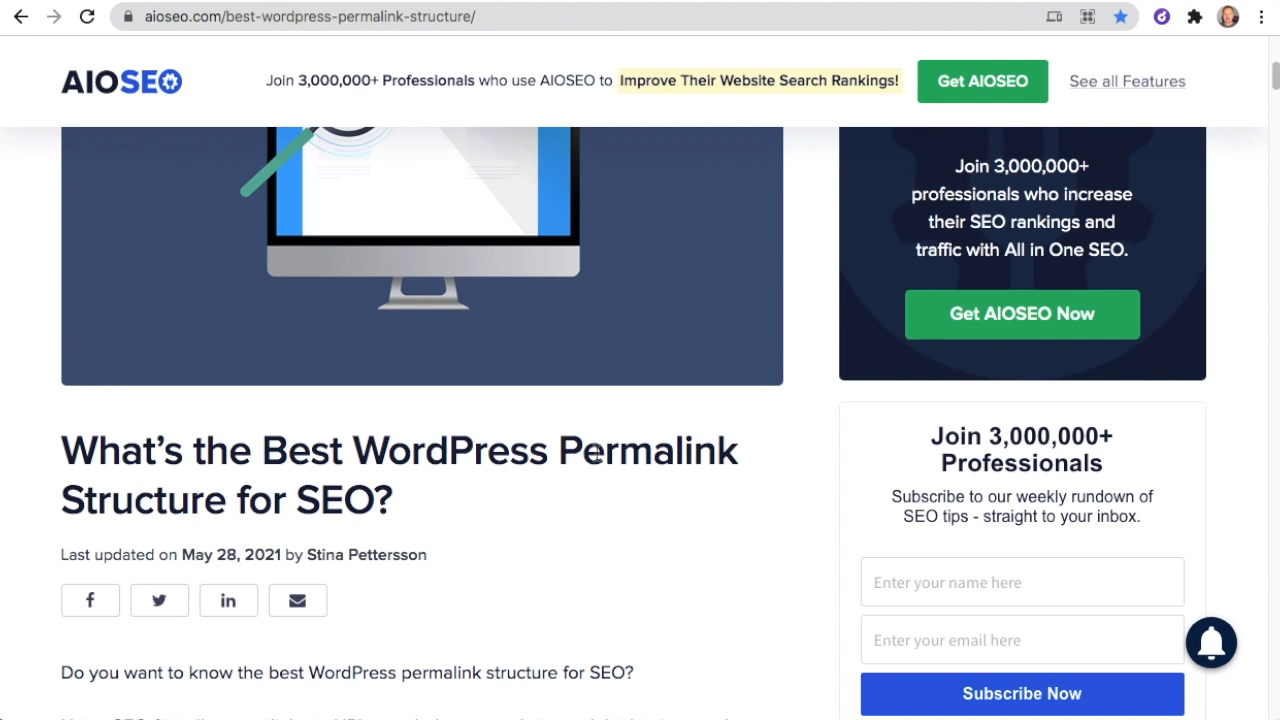 aioseo.com/best-wordpress-permalink-structure/
AIOSEO
Join 3,000,000+ Professionals who use AIOSEO to Improve Their Website Search Rankings!
Get AIOSEO
See all Features
Join 3,000,000+
professionals who increase
their SEO rankings and
traffic with All in One SEO.
Get AIOSEO Now
What’s the Best WordPress Permalink
Structure for SEO?
Last updated on May 28, 2021 by Stina Pettersson
Do you want to know the best WordPress permalink structure for SEO?
Join 3,000,000+
Professionals
Subscribe to our weekly rundown of
SEO tips - straight to your inbox.
Enter your name here
Enter your email here
Subscribe Now